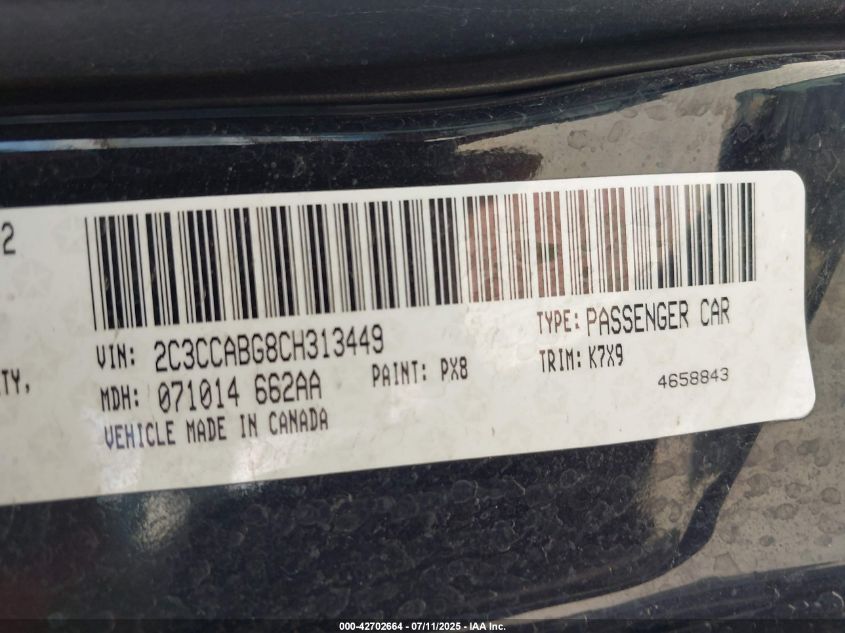 2
VIN: 2C3CCABG8CH313449
TYPE: PASSENGER CAR
ITY,
MDH: 071014 662AA
PAINT: PX8
TRIM: K7X9
4658843
VEHICLE MADE IN CANADA
000-42702664 - 07/11/2025 - IAA Inc.